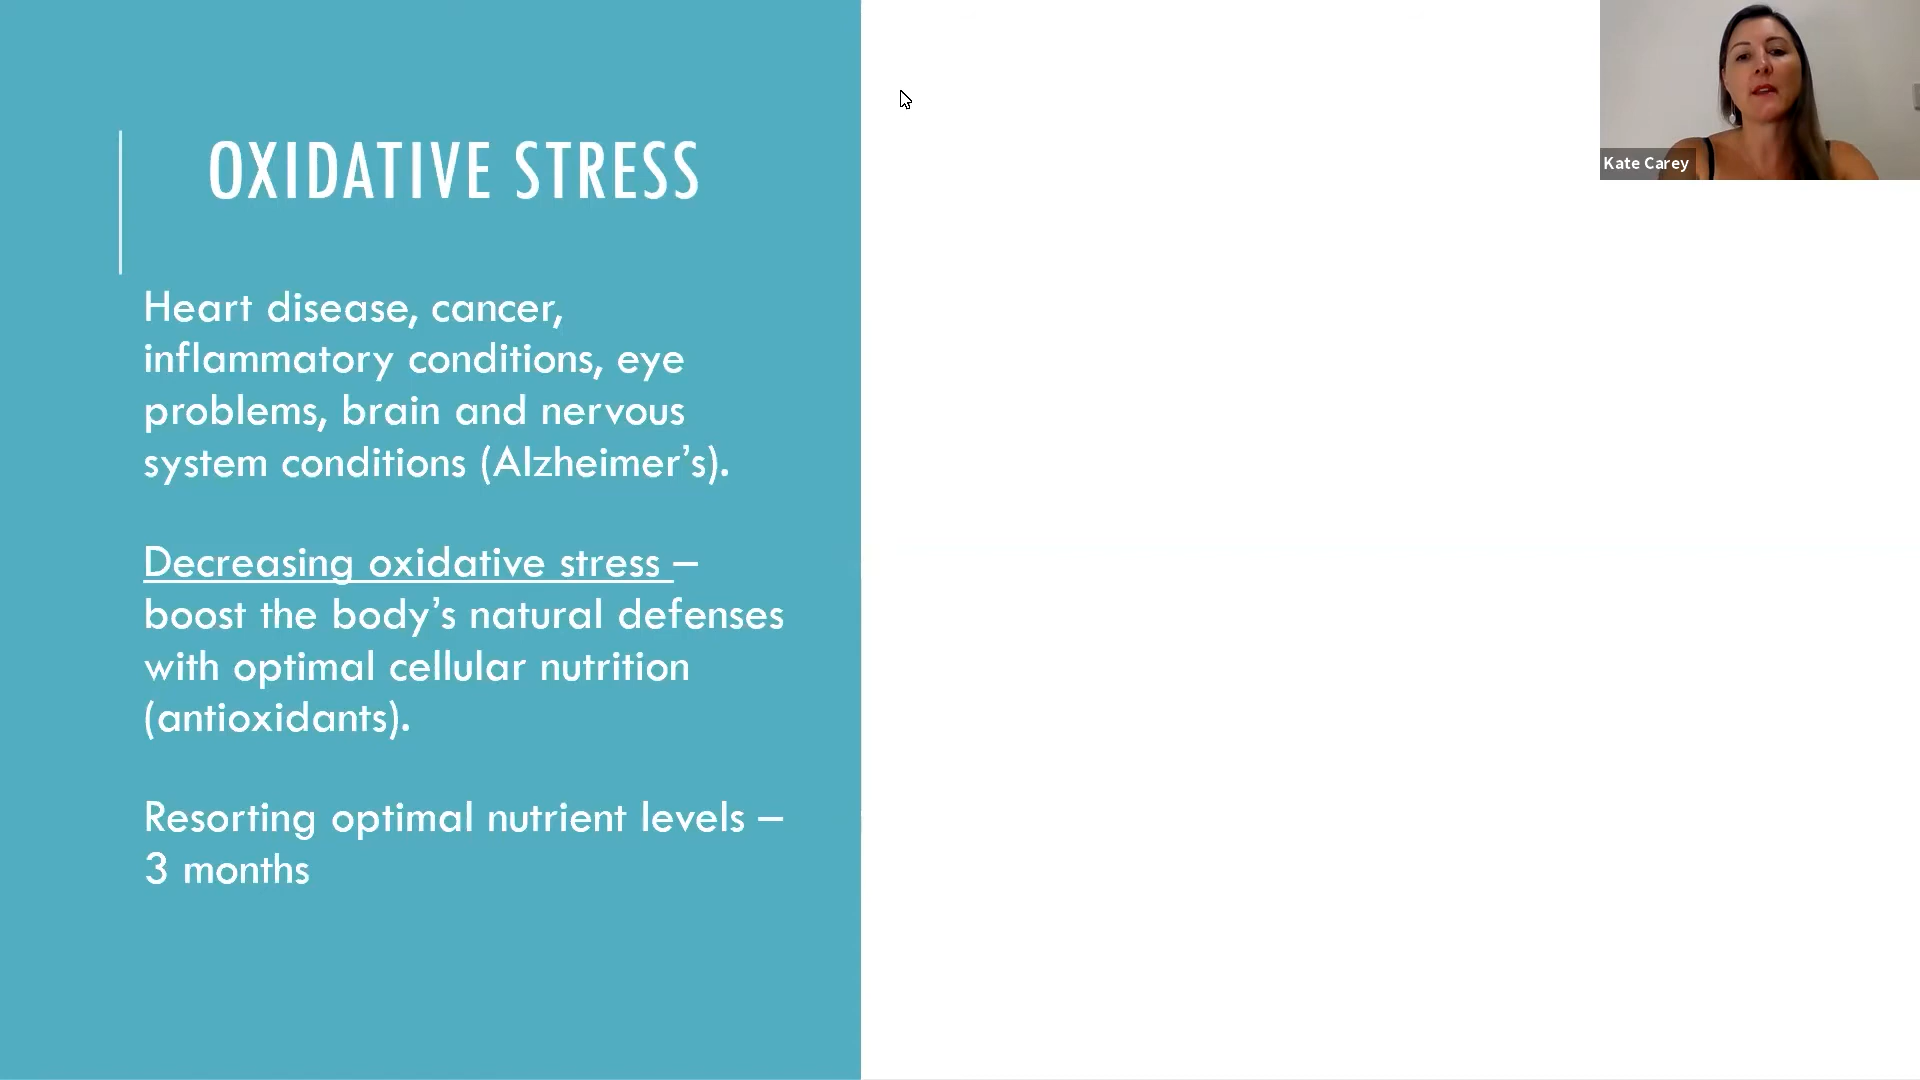 OXIDATIVE STRESS
Heart disease, cancer,
inflammatory conditions, eye
problems, brain and nervous
system conditions (Alzheimer’s).
Decreasing oxidative stress –
boost the body’s natural defenses
with optimal cellular nutrition
(antioxidants).
Resorting optimal nutrient levels –
3 months
Kate Carey